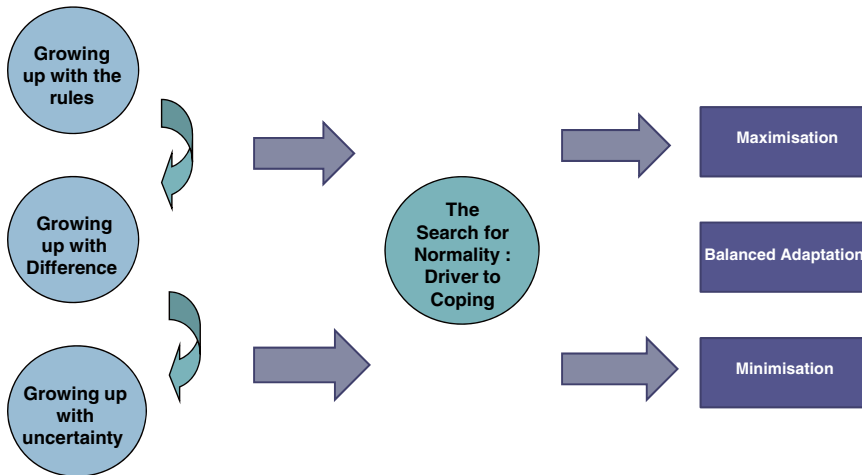 Growing
up with the
rules
Growing
up with
Difference
Growing up
with
uncertainty
The
Search for
Normality :
Driver to
Coping
Maximisation
Balanced Adaptation
Minimisation